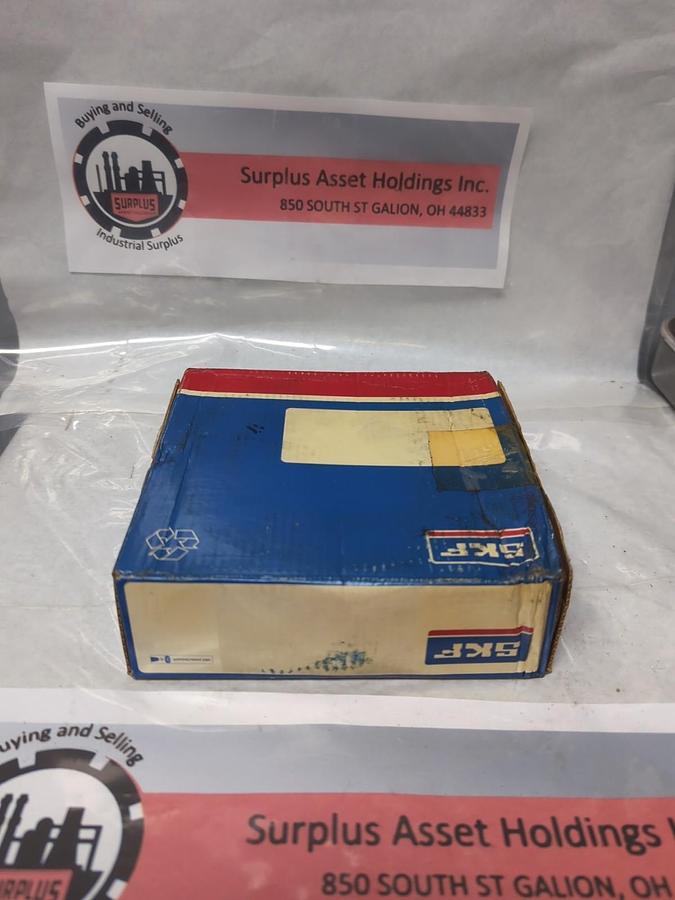 Buying and Selling
SURPLUS
Industrial Surplus
Surplus Asset Holdings Inc.
850 SOUTH ST GALION, OH 44833
SKF
SKF
Buying and Selling
SURPLUS
Surplus Asset Holdings
850 SOUTH ST GALION, OH